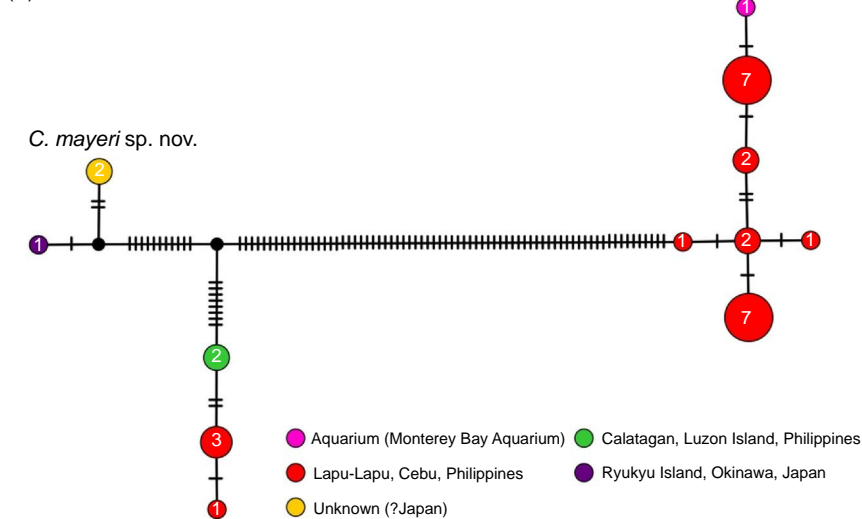 1
7
C. mayeri sp. nov.
2
2
1
1
2
1
7
2
3
1
Aquarium (Monterey Bay Aquarium)
Calatagan, Luzon Island, Philippines
Lapu-Lapu, Cebu, Philippines
Ryukyu Island, Okinawa, Japan
Unknown (?Japan)